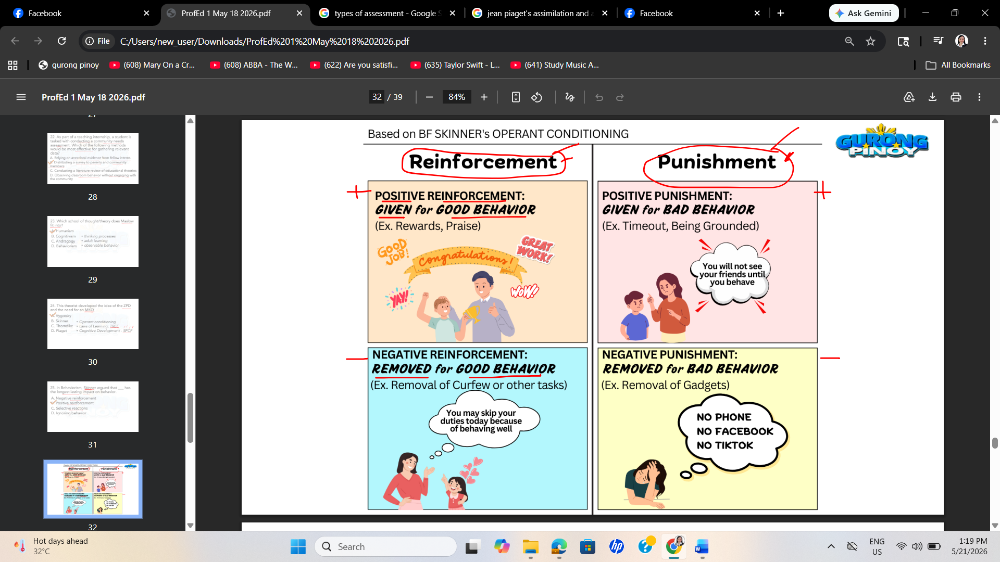 Facebook
ProfEd 1 May 18 2026.pdf
types of assessment - Google S
jean piaget's assimilation and a
Facebook
Ask Gemini
File
C:/Users/new_user/Downloads/ProfEd%201%20May%2018%202026.pdf
gurong pinoy
(608) Mary On a Cr...
(608) ABBA - The W...
(622) Are you satisfi...
(635) Taylor Swift - L...
(641) Study Music A...
All Bookmarks
ProfEd 1 May 18 2026.pdf
32 / 39
84%
27
22. As part of a teaching internship, a student is
tasked with conducting a community needs
assessment. Which of the following methods
would be most effective for gathering relevant
data?
A. Relying on anecdotal evidence from fellow interns
B. Distributing a survey to parents and community
members
C. Conducting a literature review of educational theories
D. Observing classroom behavior without engaging with
the community
28
23. Which school of thought/theory does Maslow
fit into?
A. Humanism
B. Cognitivism • thinking processes
C. Andragogy • adult learning
D. Behaviorism • observable behavior
29
24. This theorist developed the idea of the ZPD
and the need for an MKO
A. Vygotsky
B. Skinner • Operant conditioning
C. Thorndike • Laws of Learning; TREE
D. Piaget • Cognitive Development - SPCF
30
25. In Behaviorism, Skinner argued that ___ has
the longest lasting impact on behavior.
A. Negative reinforcement
B. Positive reinforcement
C. Selective reactions
D. Ignoring behavior
31
32
Based on BF SKINNER's OPERANT CONDITIONING
GURONG
PINOY
Reinforcement
Punishment
POSITIVE REINFORCEMENT:
GIVEN for GOOD BEHAVIOR
(Ex. Rewards, Praise)
GOOD
JOB!
Congratulations!
GREAT
WORK!
YAY!
WOW!
POSITIVE PUNISHMENT:
GIVEN for BAD BEHAVIOR
(Ex. Timeout, Being Grounded)
You will not see
your friends until
you behave
NEGATIVE REINFORCEMENT:
REMOVED for GOOD BEHAVIOR
(Ex. Removal of Curfew or other tasks)
You may skip your
duties today because
of behaving well
NEGATIVE PUNISHMENT:
REMOVED for BAD BEHAVIOR
(Ex. Removal of Gadgets)
NO PHONE
NO FACEBOOK
NO TIKTOK
Hot days ahead
32°C
Search
hp
ENG
US
1:19 PM
5/21/2026